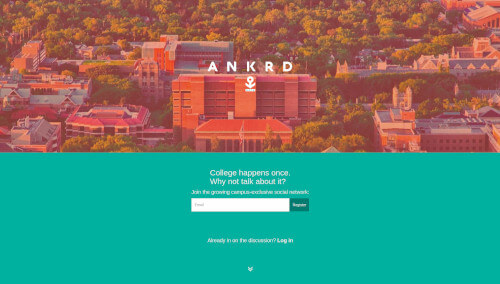 ANKRD
College happens once.
Why not talk about it?
Join the growing campus-exclusive social network:
Email
Register
Already in on the discussion? Log in